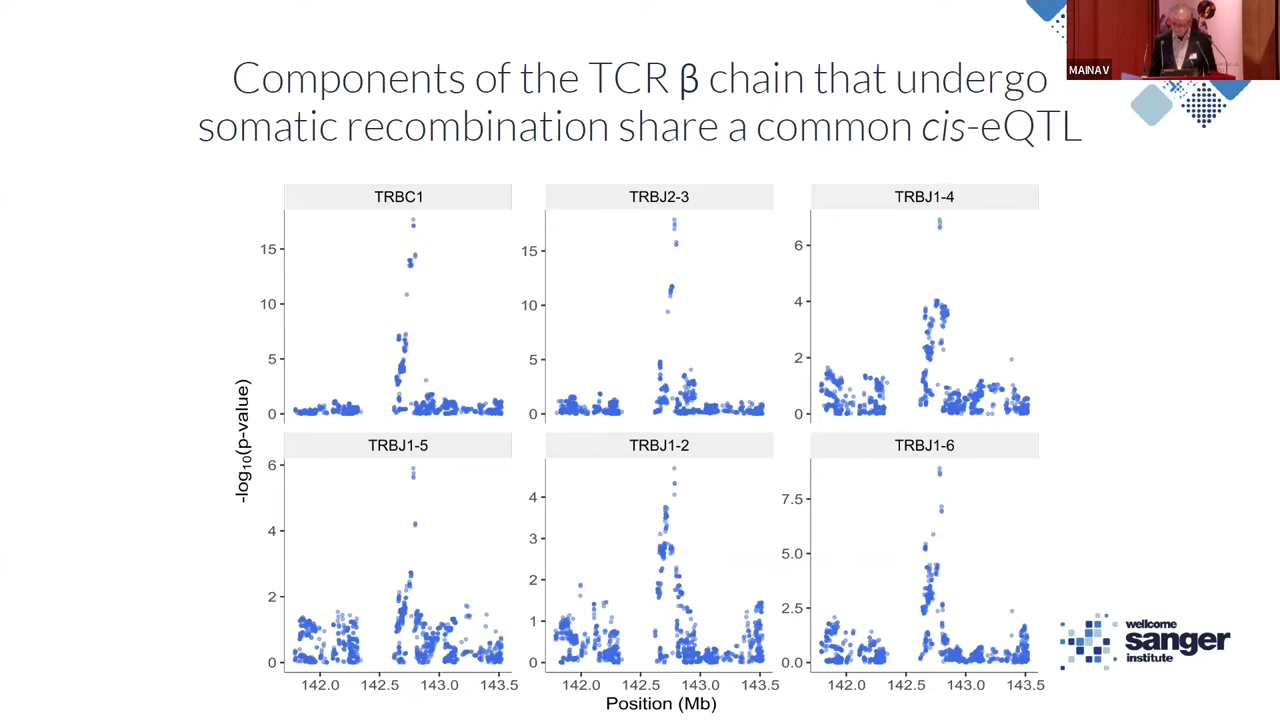 MAINAV
Components of the TCR β chain that undergo
somatic recombination share a common cis-eQTL
TRBC1
TRBJ2-3
TRBJ1-4
15
10
5
0
15
10
5
0
6
4
2
0
-log10(p-value)
TRBJ1-5
TRBJ1-2
TRBJ1-6
6
4
2
0
4
3
2
1
0
7.5
5.0
2.5
0.0
142.0 142.5 143.0 143.5
142.0 142.5 143.0 143.5
142.0 142.5 143.0 143.5
Position (Mb)
wellcome
sanger
institute